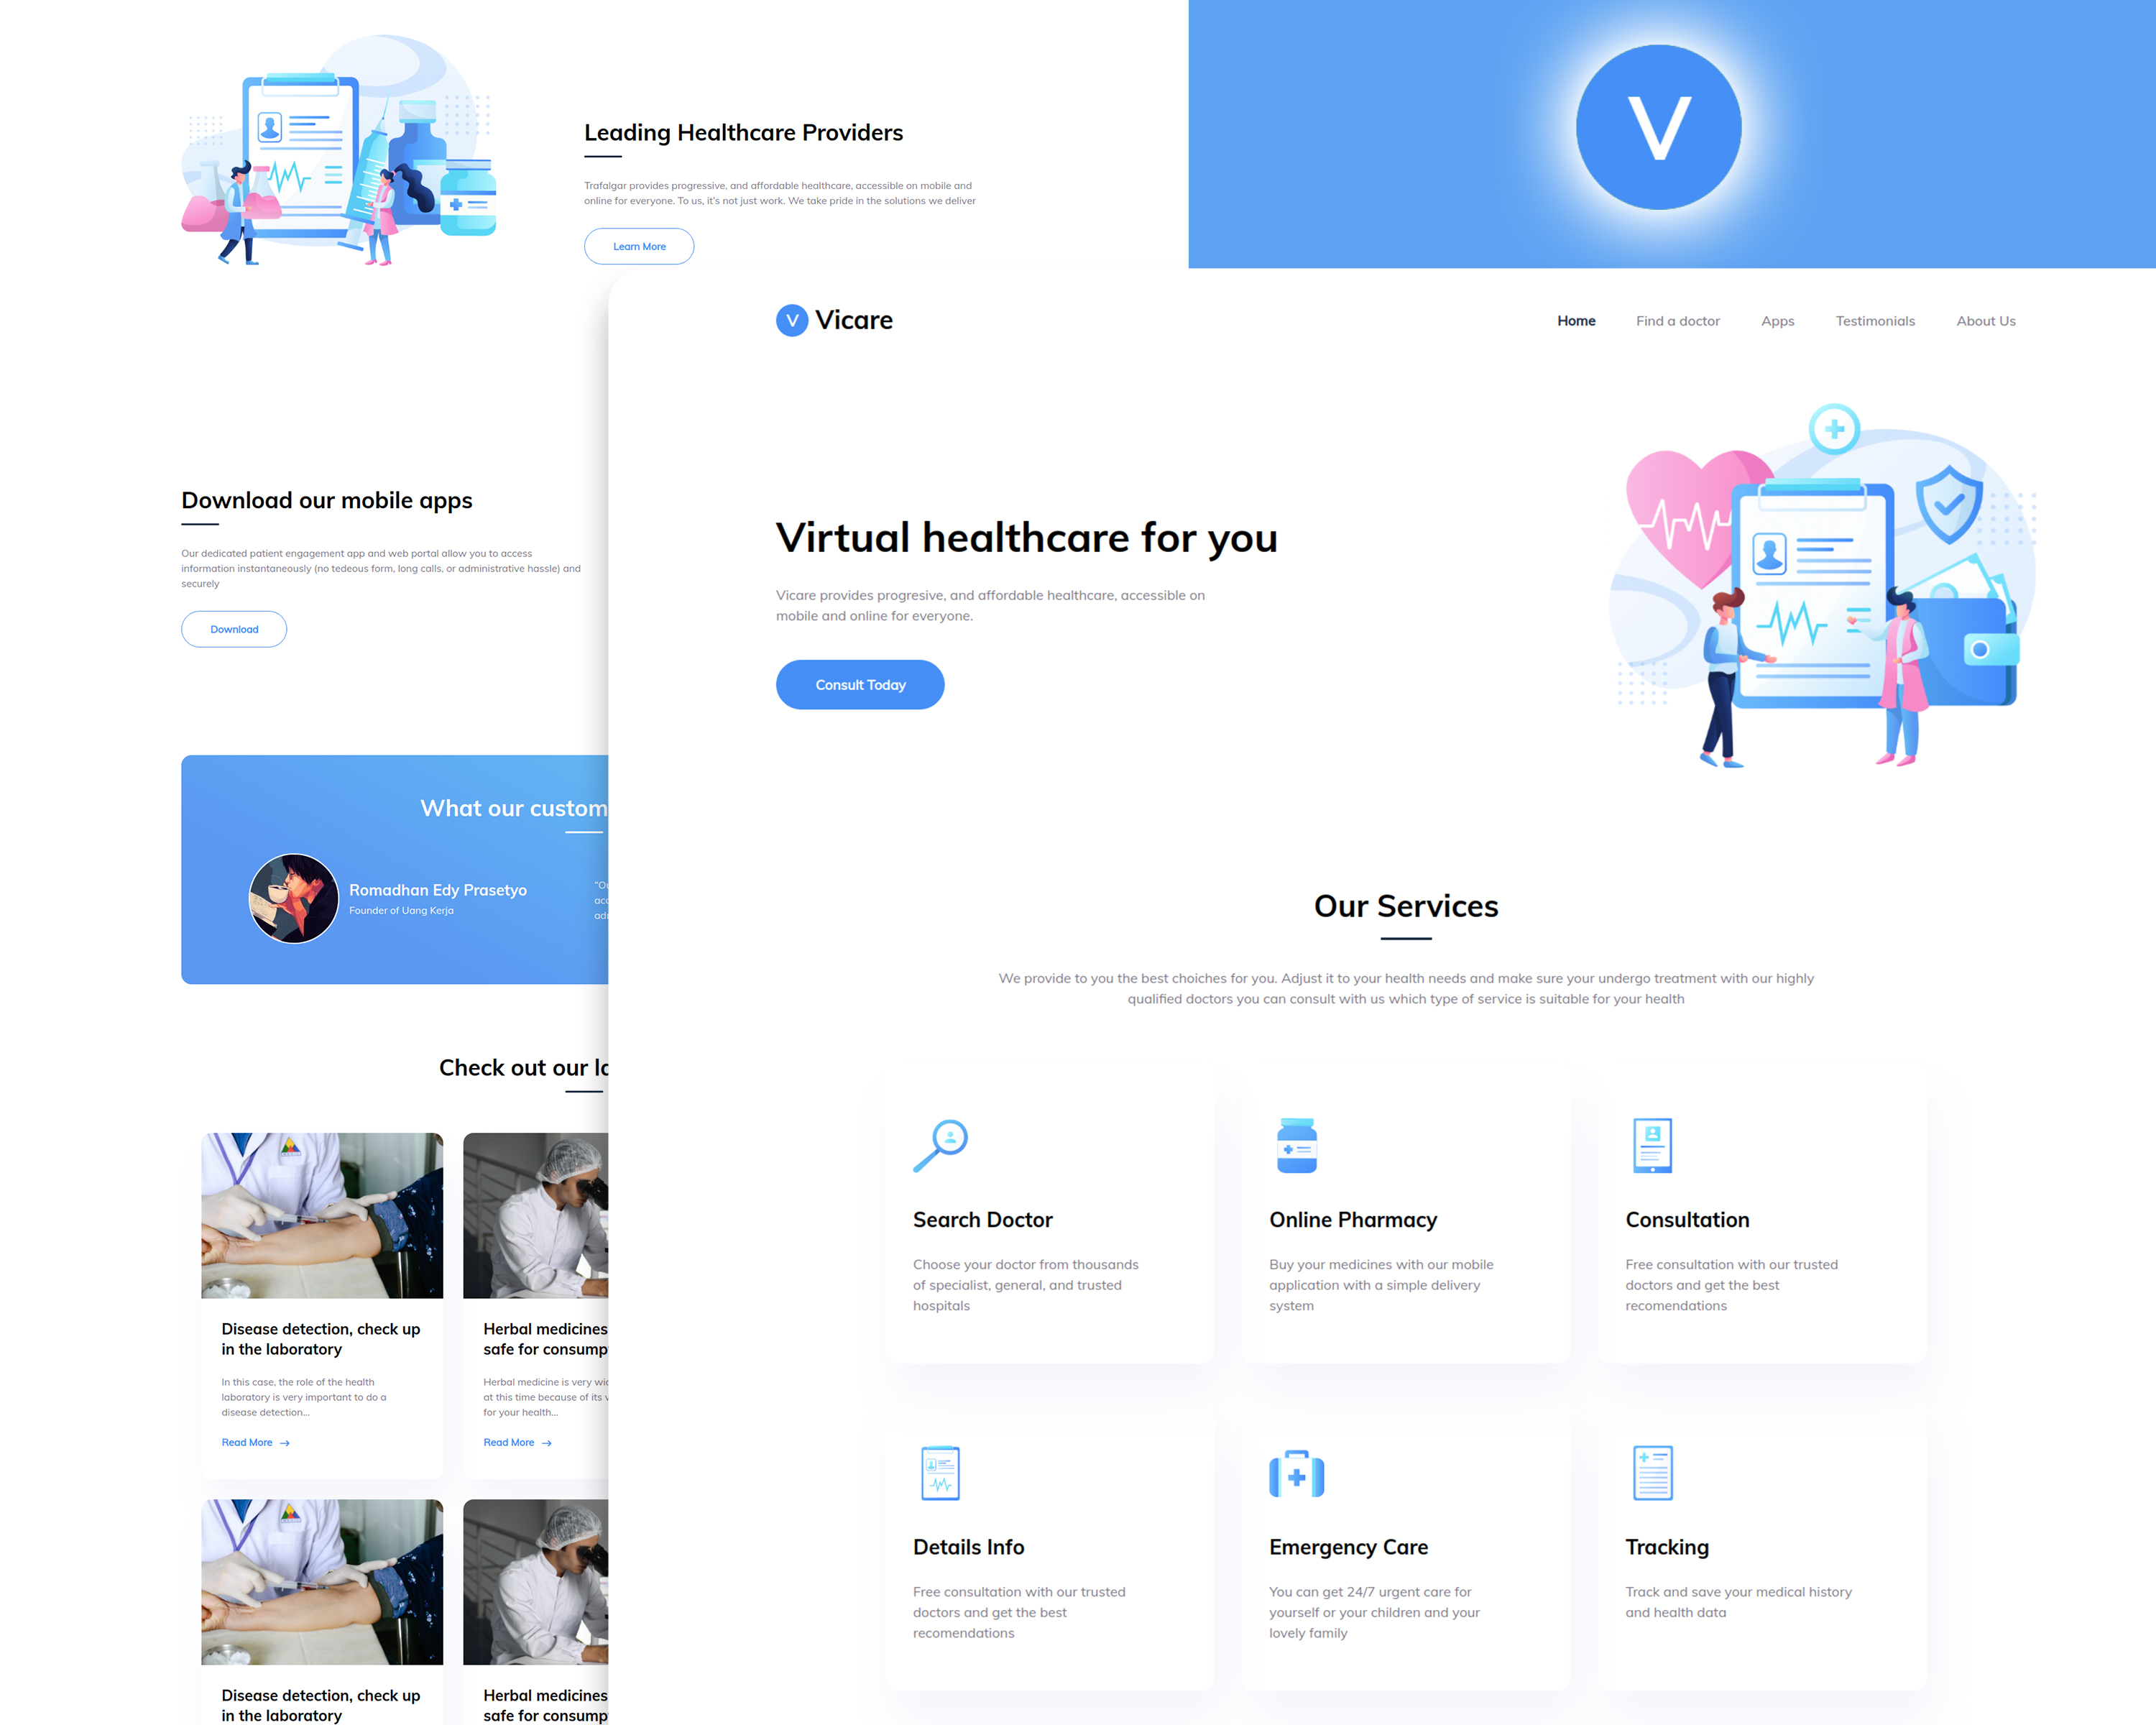 Leading Healthcare Providers
Trafalgar provides progressive, and affordable healthcare, accessible on mobile and
online for everyone. To us, it's not just work. We take pride in the solutions we deliver
Learn More
V
Download our mobile apps
Our dedicated patient engagement app and web portal allow you to access
information instantaneously (no tedeous form, long calls, or administrative hassle) and
securely
Download
What our custom
Romadhan Edy Prasetyo
Founder of Uang Kerja
Check out our la
Disease detection, check up
in the laboratory
In this case, the role of the health
laboratory is very important to do a
disease detection...
Read More
Herbal medicines
safe for consump
Herbal medicine is very wid
at this time because of its v
for your health...
Read More
Disease detection, check up
in the laboratory
Herbal medicines
safe for consump
V Vicare
Home Find a doctor Apps Testimonials About Us
Virtual healthcare for you
Vicare provides progresive, and affordable healthcare, accessible on
mobile and online for everyone.
Consult Today
Our Services
We provide to you the best choiches for you. Adjust it to your health needs and make sure your undergo treatment with our highly
qualified doctors you can consult with us which type of service is suitable for your health
Search Doctor
Choose your doctor from thousands
of specialist, general, and trusted
hospitals
Online Pharmacy
Buy your medicines with our mobile
application with a simple delivery
system
Consultation
Free consultation with our trusted
doctors and get the best
recomendations
Details Info
Free consultation with our trusted
doctors and get the best
recomendations
Emergency Care
You can get 24/7 urgent care for
yourself or your children and your
lovely family
Tracking
Track and save your medical history
and health data